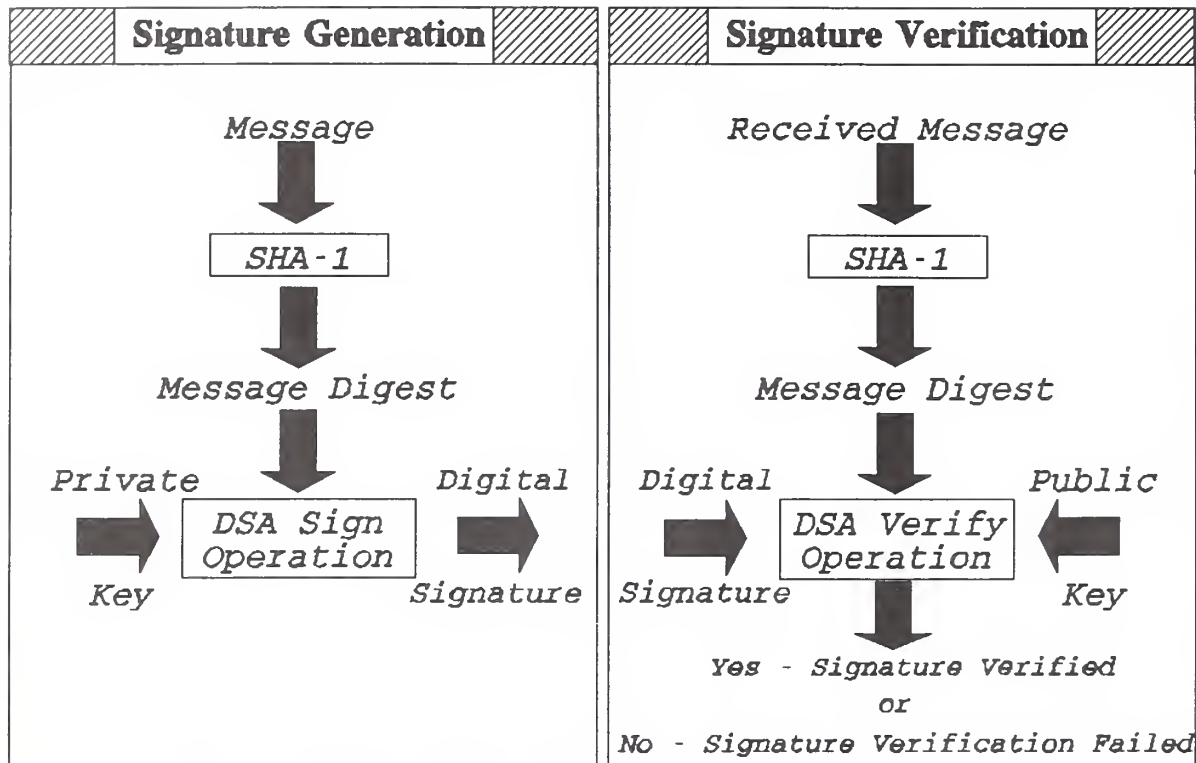 Signature Generation
Message
SHA-1
Message Digest
Private
Key
DSA Sign
Operation
Digital
Signature
Signature Verification
Received Message
SHA-1
Message Digest
Digital
Signature
DSA Verify
Operation
Public
Key
Yes - Signature Verified
or
No - Signature Verification Failed